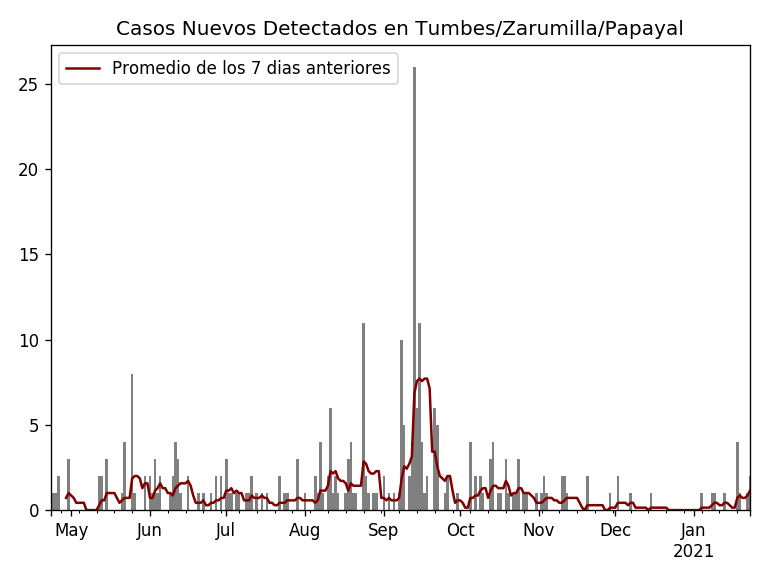 Casos Nuevos Detectados en Tumbes/Zarumilla/Papayal
Promedio de los 7 dias anteriores
25
20
15
10
5
0
May Jun Jul Aug Sep Oct Nov Dec Jan
2021